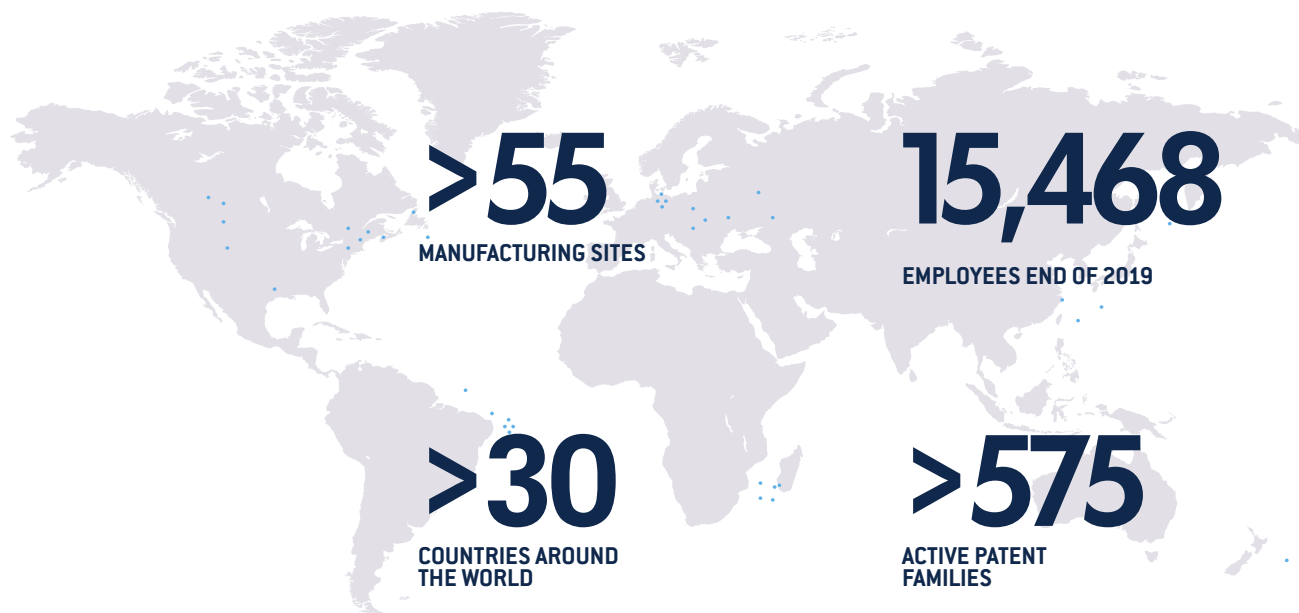 >55
MANUFACTURING SITES
15,468
EMPLOYEES END OF 2019
>30
COUNTRIES AROUND
THE WORLD
>575
ACTIVE PATENT
FAMILIES